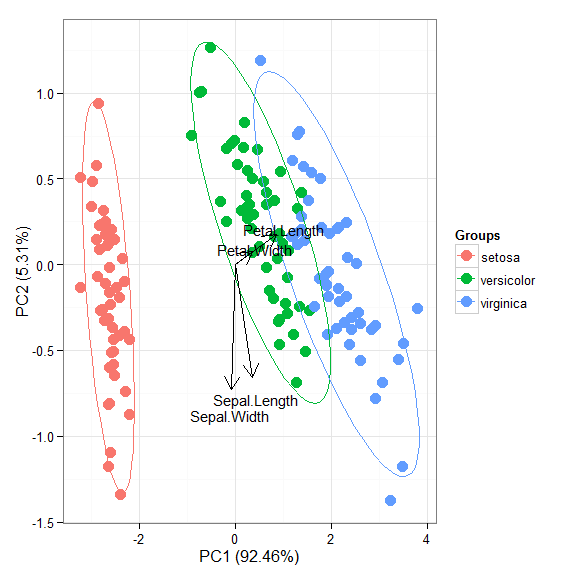 PC2 (5.31%)
1.0
0.5
0.0
-0.5
-1.0
-1.5
Petal.Length
Petal.Width
Sepal.Length
Sepal.Width
-2
0
2
4
PC1 (92.46%)
Groups
setosa
versicolor
virginica